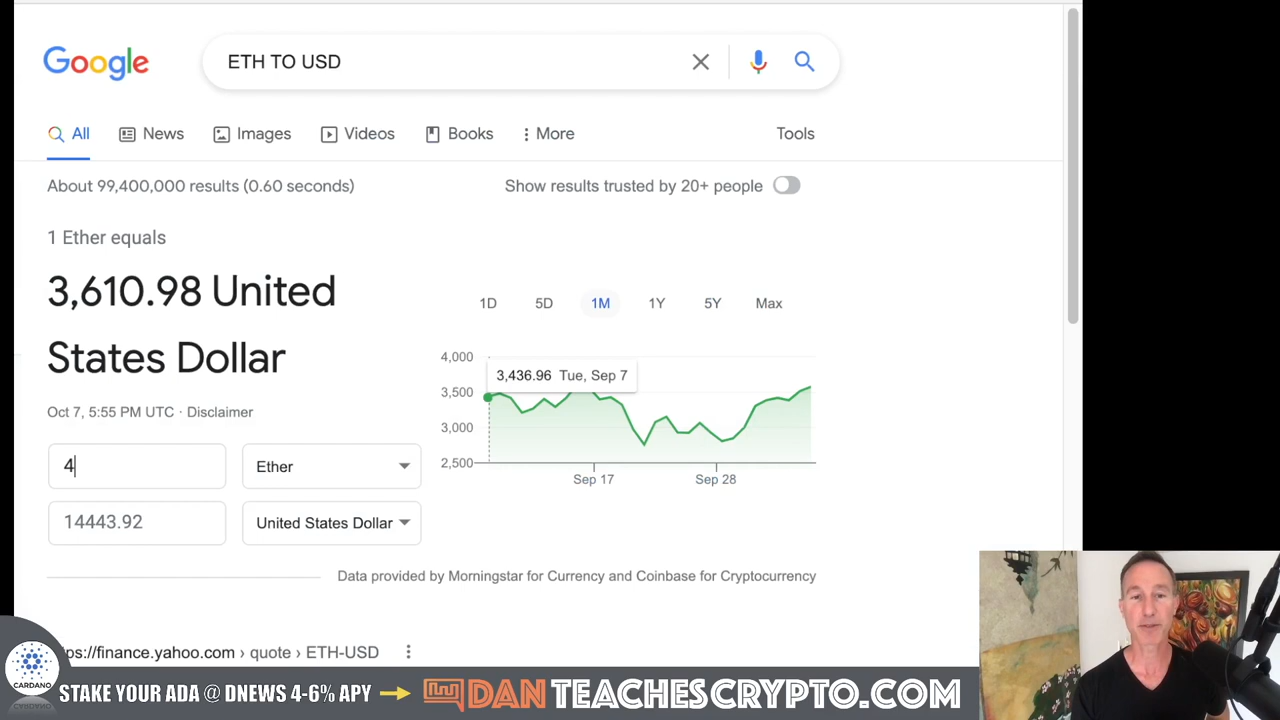 Google
ETH TO USD
All News Images Videos Books More Tools
About 99,400,000 results (0.60 seconds) Show results trusted by 20+ people
1 Ether equals
3,610.98 United
States Dollar
Oct 7, 5:55 PM UTC · Disclaimer
4 Ether
14443.92 United States Dollar
1D 5D 1M 1Y 5Y Max
4,000
3,436.96 Tue, Sep 7
3,500
3,000
2,500
Sep 17 Sep 28
Data provided by Morningstar for Currency and Coinbase for Cryptocurrency
ps://finance.yahoo.com › quote › ETH-USD
CARDANO
STAKE YOUR ADA @ DNEWS 4-6% APY
DANTEACHESCRYPTO.COM